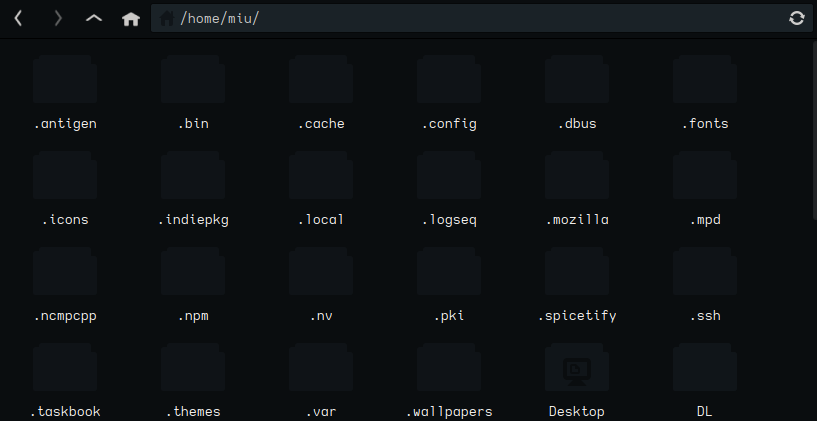 /home/miu/
.antigen .bin .cache .config .dbus .fonts
.icons .indiepkg .local .logseq .mozilla .mpd
.ncmpcpp .npm .nv .pki .spicetify .ssh
.taskbook .themes .var .wallpapers Desktop DL